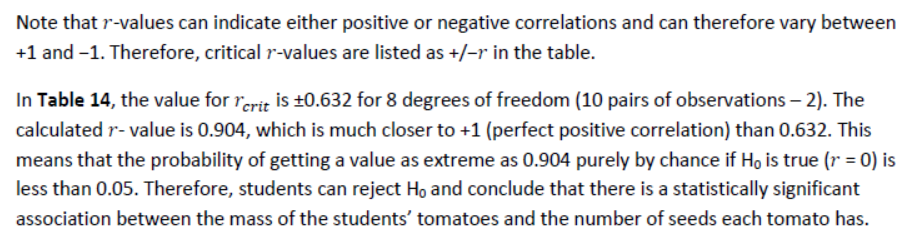 Note that r-values can indicate either positive or negative correlations and can therefore vary between
+1 and –1. Therefore, critical r-values are listed as +/–r in the table.
In Table 14, the value for r_crit is ±0.632 for 8 degrees of freedom (10 pairs of observations – 2). The
calculated r- value is 0.904, which is much closer to +1 (perfect positive correlation) than 0.632. This
means that the probability of getting a value as extreme as 0.904 purely by chance if H₀ is true (r = 0) is
less than 0.05. Therefore, students can reject H₀ and conclude that there is a statistically significant
association between the mass of the students’ tomatoes and the number of seeds each tomato has.